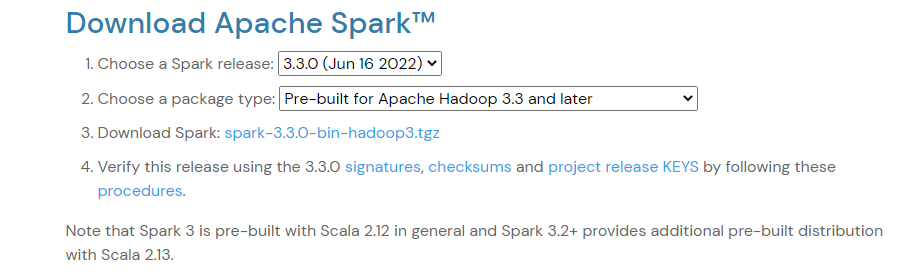 Download Apache Spark™
1. Choose a Spark release: 3.3.0 (Jun 16 2022)
2. Choose a package type: Pre-built for Apache Hadoop 3.3 and later
3. Download Spark: spark-3.3.0-bin-hadoop3.tgz
4. Verify this release using the 3.3.0 signatures, checksums and project release KEYS by following these
procedures.
Note that Spark 3 is pre-built with Scala 2.12 in general and Spark 3.2+ provides additional pre-built distribution
with Scala 2.13.